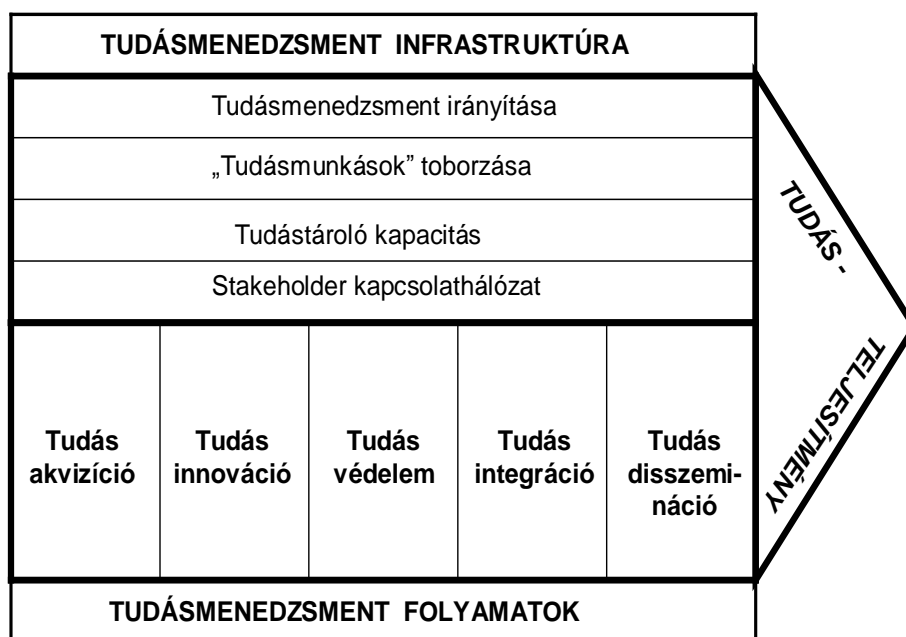 TUDÁSMENEDZSMENT INFRASTRUKTÚRA
Tudásmenedzsment irányítása
„Tudásmunkások” toborzása
Tudástároló kapacitás
Stakeholder kapcsolathálózat
TUDÁS -
TELJESÍTMÉNY
Tudás
akvizíció
Tudás
innováció
Tudás
védelem
Tudás
integráció
Tudás
disszemi-
náció
TUDÁSMENEDZSMENT FOLYAMATOK